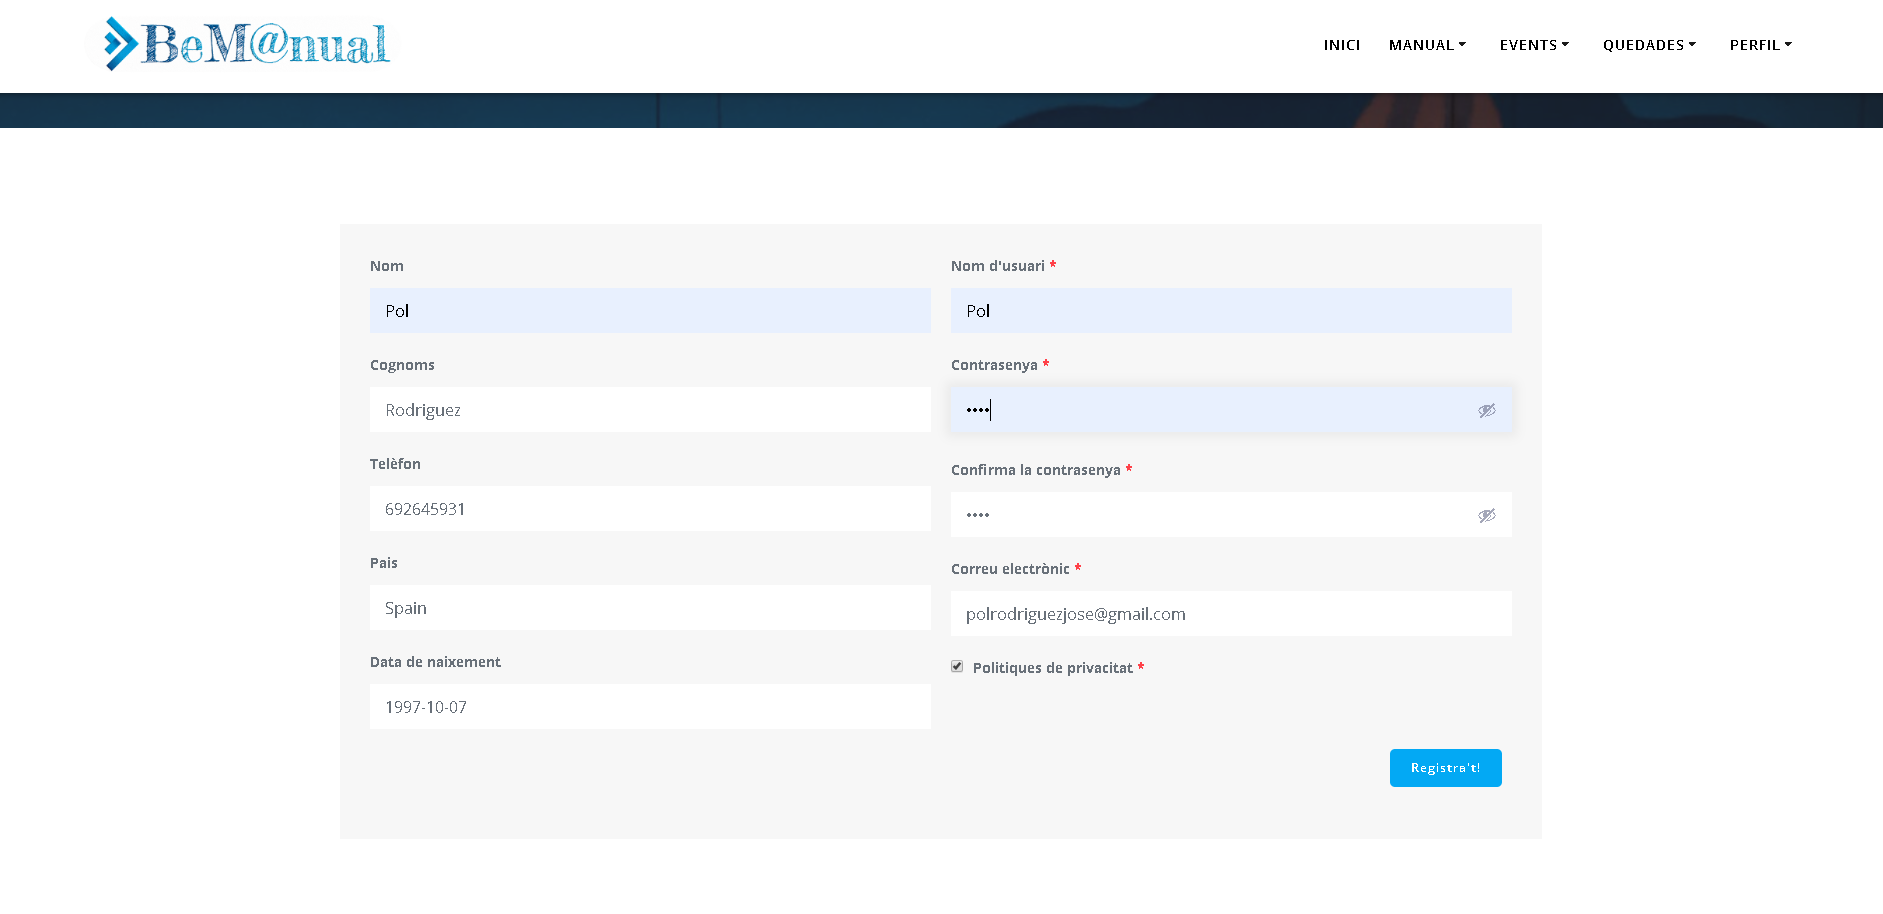 BeM@nual
INICI MANUAL EVENTS QUEDADES PERFIL
Nom
Pol
Cognoms
Rodriguez
Telèfon
692645931
Pais
Spain
Data de naixement
1997-10-07
Nom d'usuari *
Pol
Contrasenya *
••••
Confirma la contrasenya *
••••
Correu electrònic *
polrodriguezjose@gmail.com
Politiques de privacitat *
Registra't!